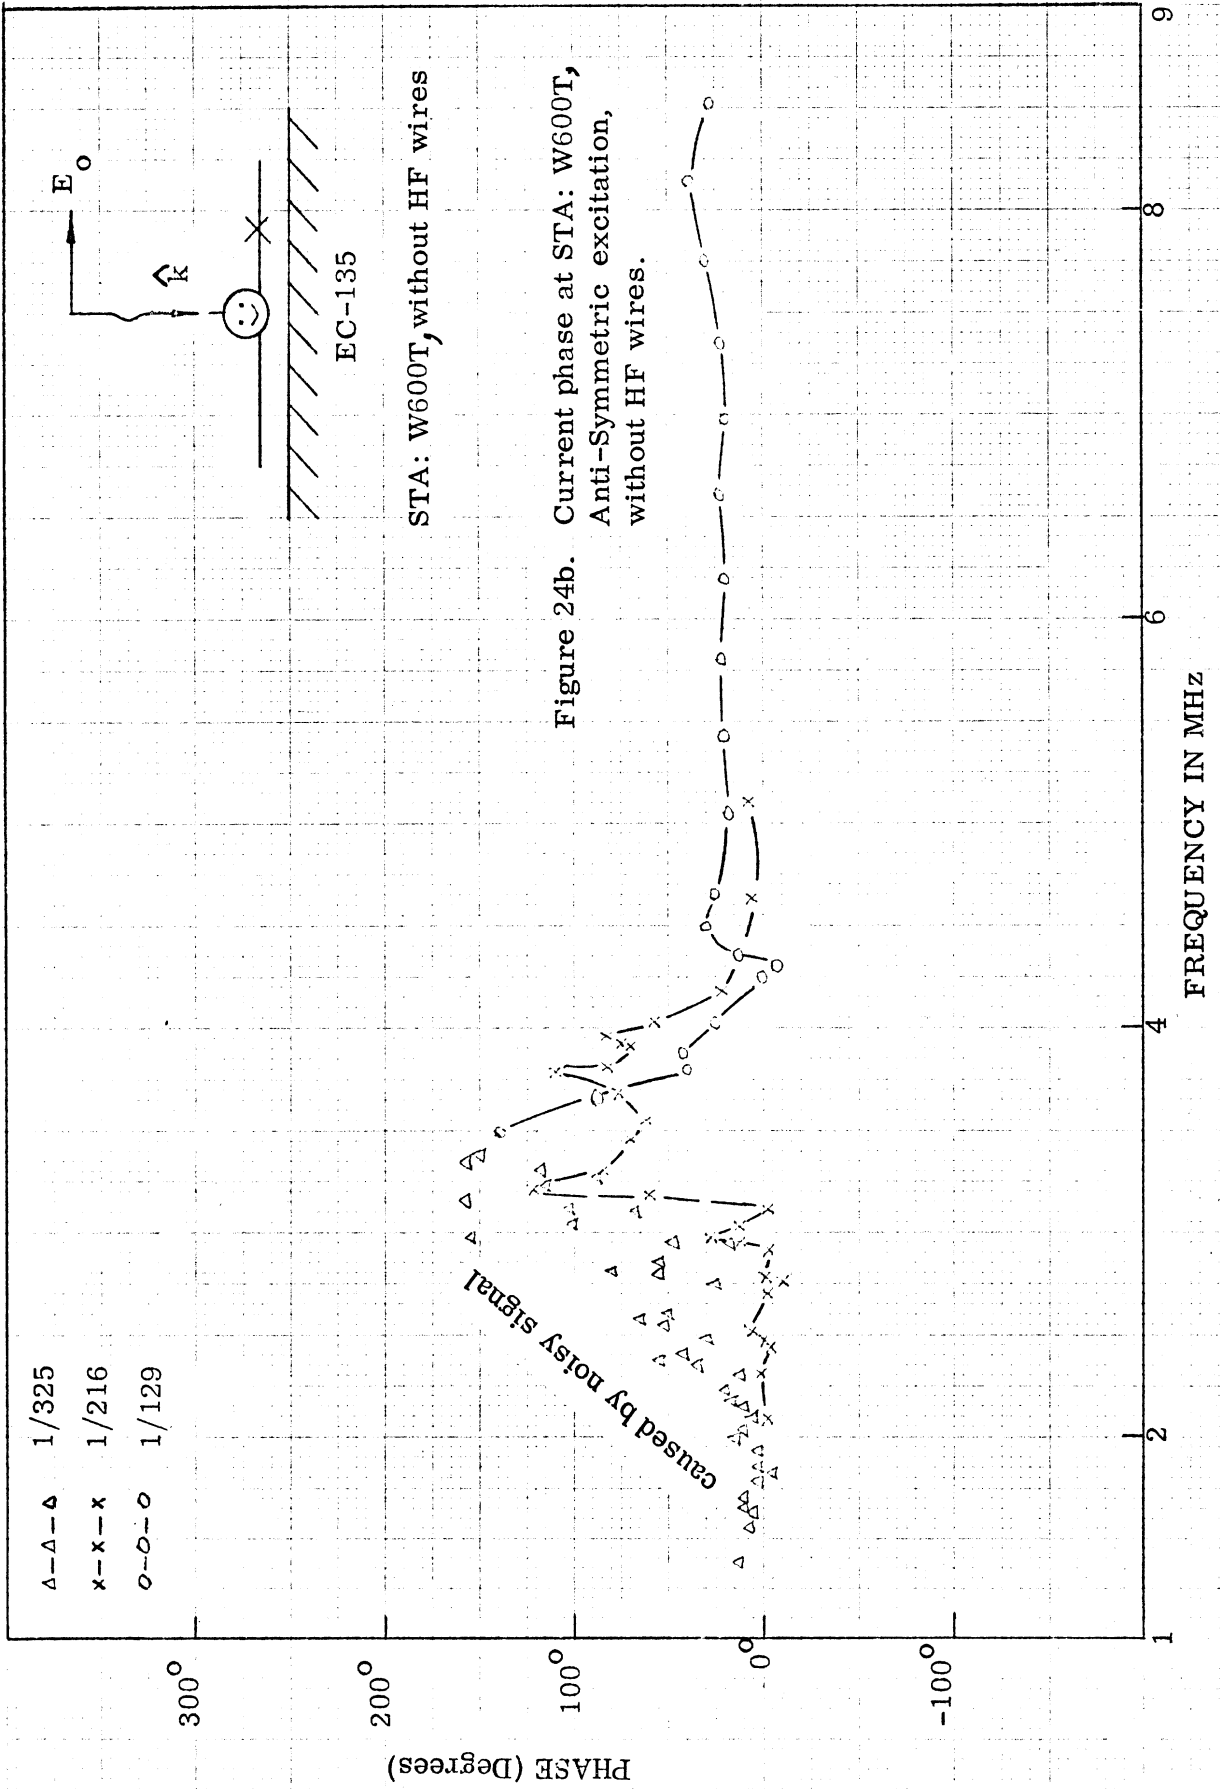 △-△-△ 1/325
x-x-x 1/216
o-o-o 1/129
E o
k̂
EC-135
STA: W600T, without HF wires
Figure 24b. Current phase at STA: W600T,
Anti-Symmetric excitation,
without HF wires.
caused by noisy signal
PHASE (Degrees)
300°
200°
100°
0°
-100°
1
2
4
6
8
9
FREQUENCY IN MHz